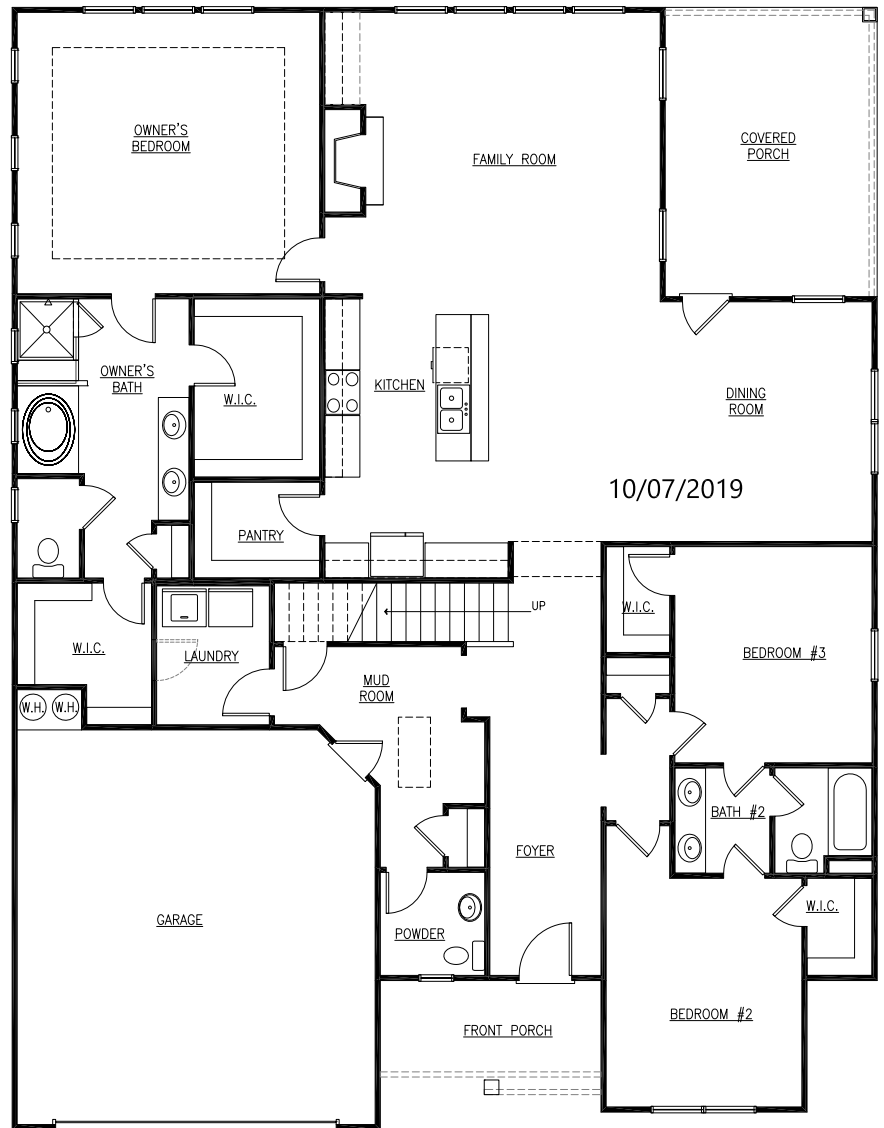 OWNER'S
BEDROOM
FAMILY ROOM
COVERED
PORCH
OWNER'S
BATH
W.I.C.
KITCHEN
DINING
ROOM
10/07/2019
PANTRY
UP
W.I.C.
W.I.C.
LAUNDRY
BEDROOM #3
MUD
ROOM
W.H.
W.H.
BATH #2
FOYER
W.I.C.
GARAGE
POWDER
BEDROOM #2
FRONT PORCH